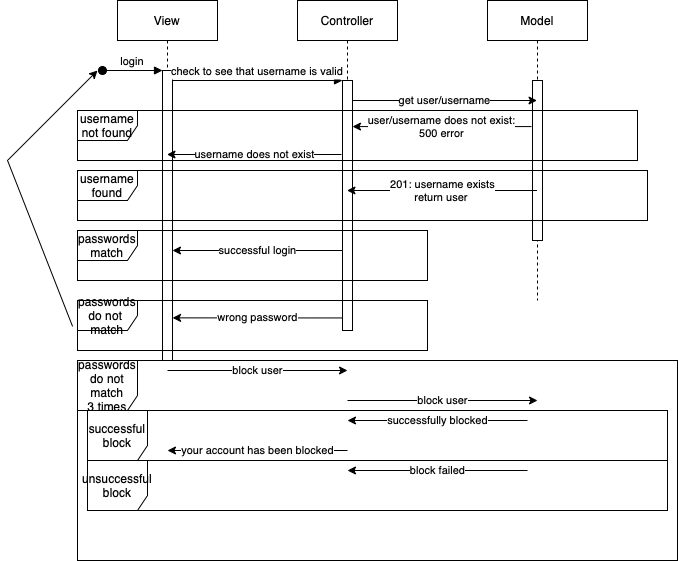 View
Controller
Model
login
check to see that username is valid
get user/username
username
not found
user/username does not exist:
500 error
username does not exist
username
found
201: username exists
return user
passwords
match
successful login
passwords
do not
match
wrong password
passwords
do not
match
3 times
block user
block user
successful
block
successfully blocked
your account has been blocked
unsuccessful
block
block failed